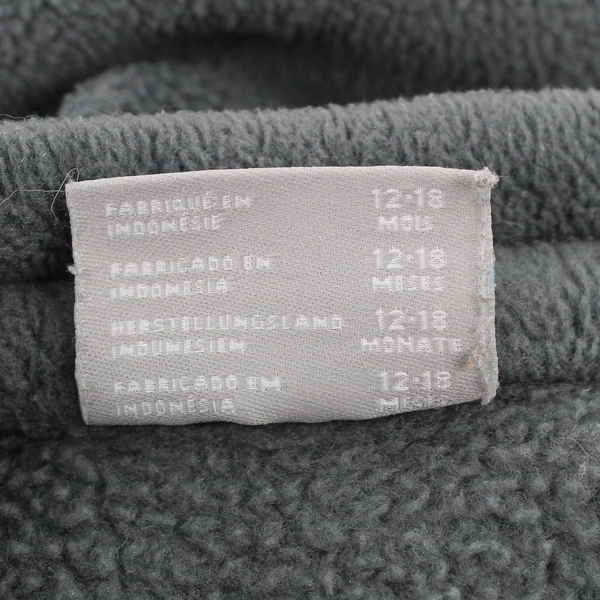 FABRIQUÉ EN 12-18
INDONÉSIE MOIS
FABRICADO EN 12-18
INDONESIA MESES
HERSTELLUNGSLAND 12-18
INDONESIEN MONATE
FABRICADO EM 12-18
INDONÉSIA MESES